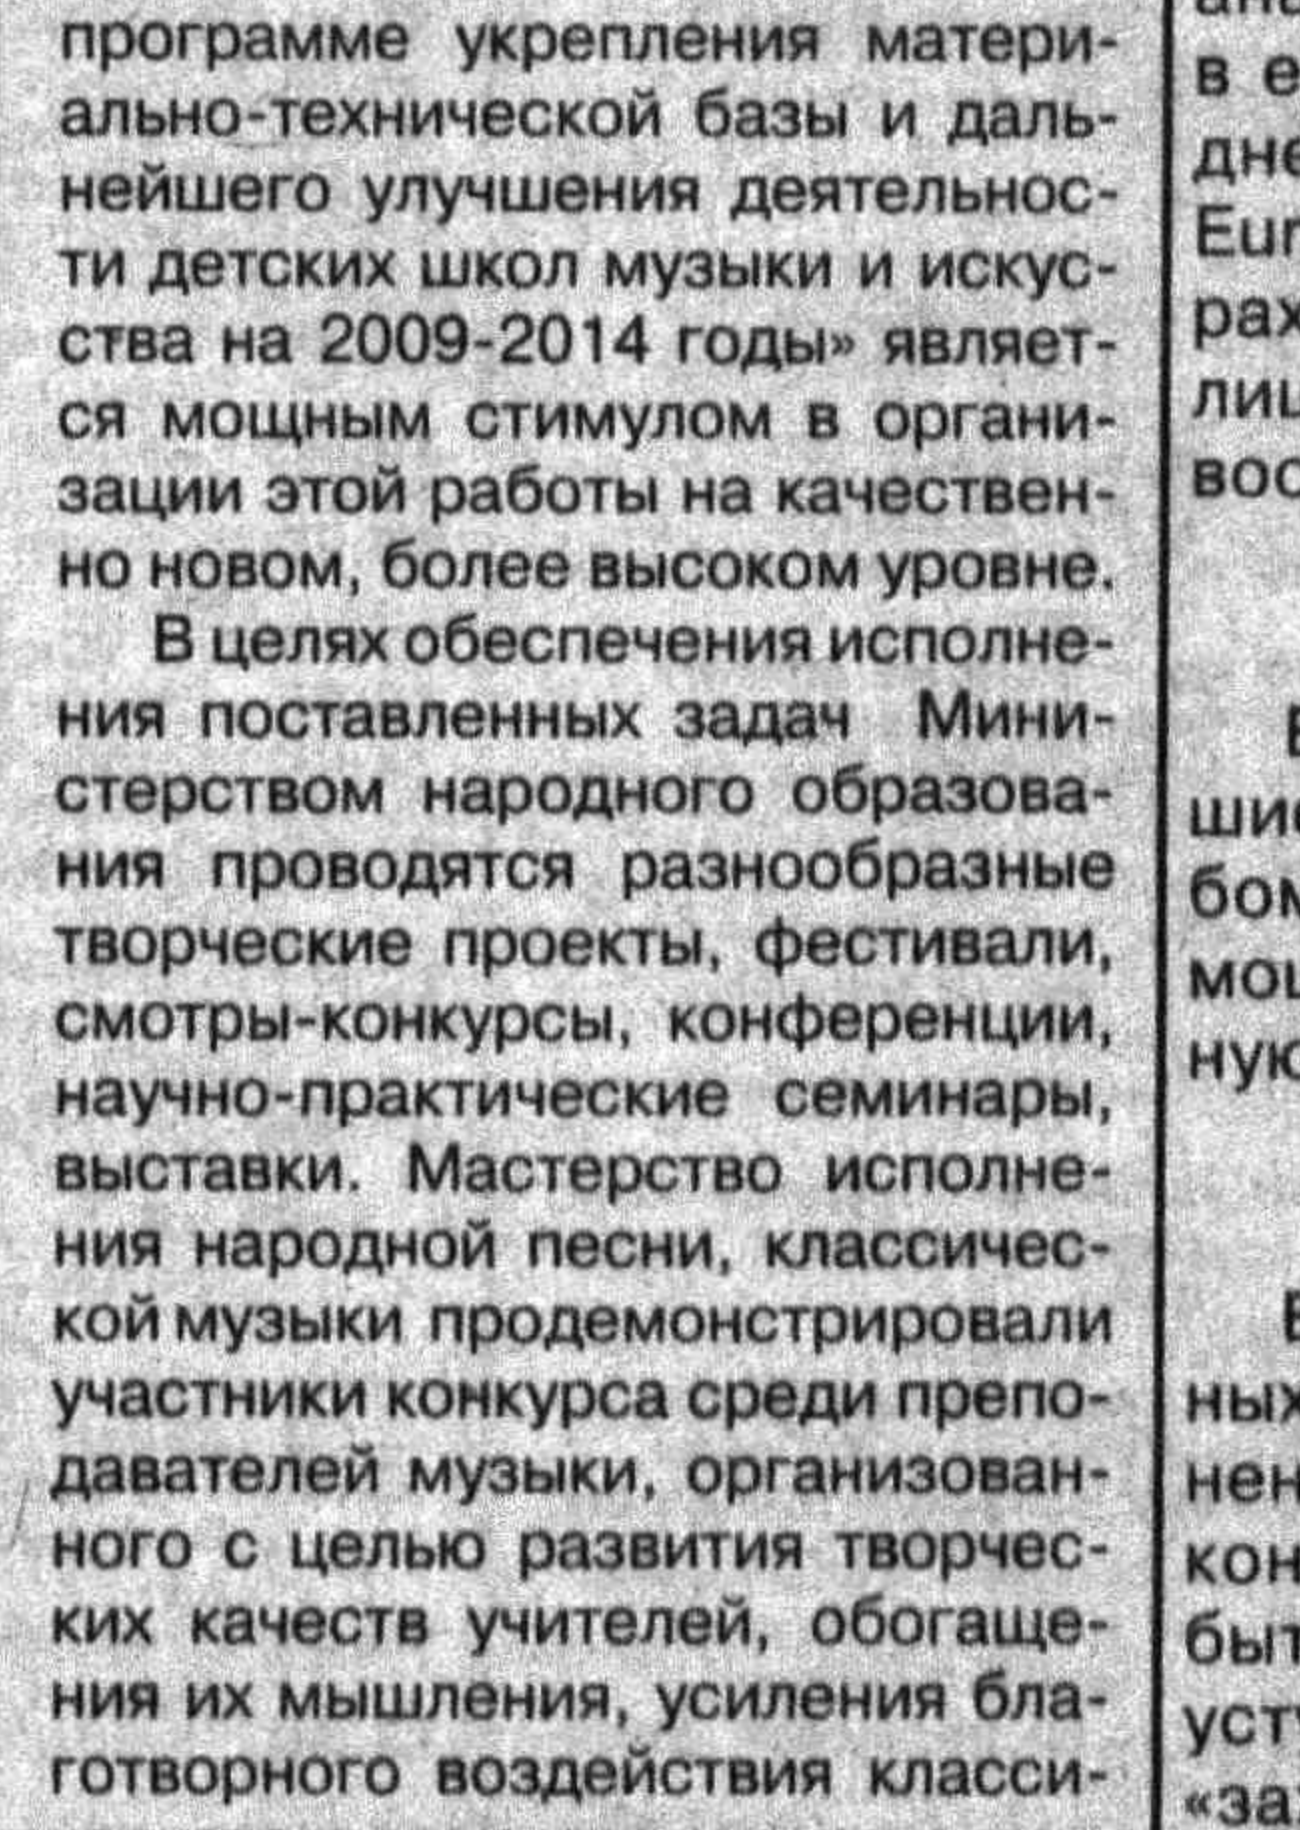 программе укрепления матери-
ально-технической базы и даль-
нейшего улучшения деятельнос-
ти детских школ музыки и искус-
ства на 2009-2014 годы» являет-
ся мощным стимулом в органи-
зации этой работы на качествен-
но новом, более высоком уровне.
В целях обеспечения исполне-
ния поставленных задач Мини-
стерством народного образова-
ния проводятся разнообразные
творческие проекты, фестивали,
смотры-конкурсы, конференции,
научно-практические семинары,
выставки. Мастерство исполне-
ния народной песни, классичес-
кой музыки продемонстрировали
участники конкурса среди препо-
давателей музыки, организован-
ного с целью развития творчес-
ких качеств учителей, обогаще-
ния их мышления, усиления бла-
готворного воздействия класси-